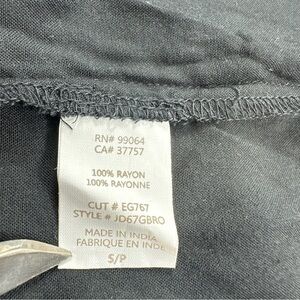 RN# 99064
CA# 37757
100% RAYON
100% RAYONNE
CUT # EG767
STYLE # JD67GBRO
MADE IN INDIA
FABRIQUE EN INDE
S/P